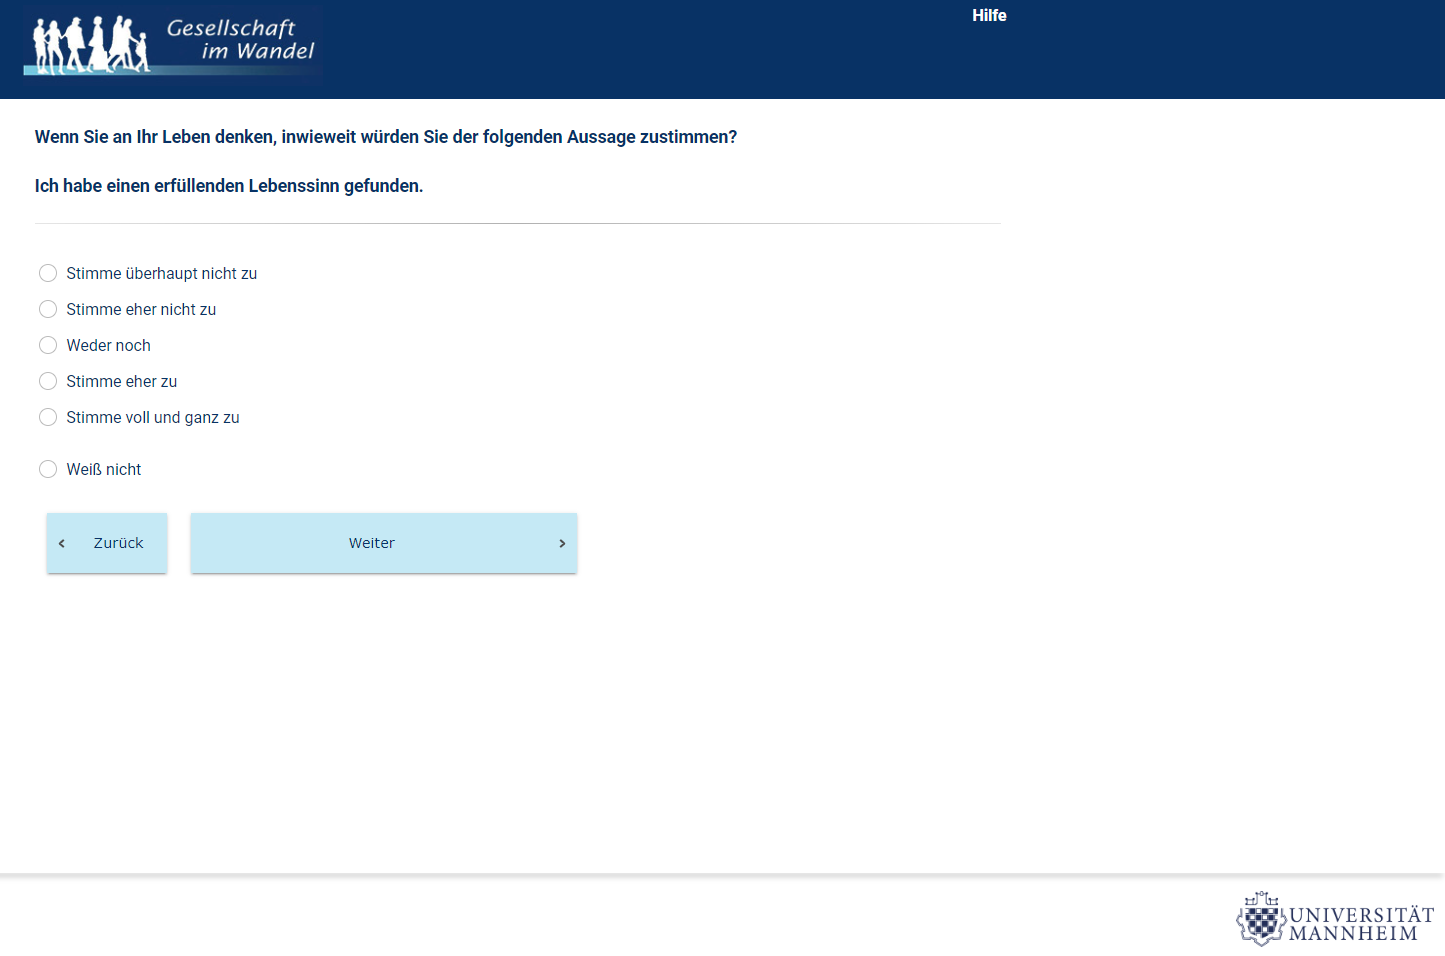 Gesellschaft
im Wandel
Hilfe
Wenn Sie an Ihr Leben denken, inwieweit würden Sie der folgenden Aussage zustimmen?
Ich habe einen erfüllenden Lebenssinn gefunden.
Stimme überhaupt nicht zu
Stimme eher nicht zu
Weder noch
Stimme eher zu
Stimme voll und ganz zu
Weiß nicht
‹ Zurück
Weiter ›
UNIVERSITÄT
MANNHEIM